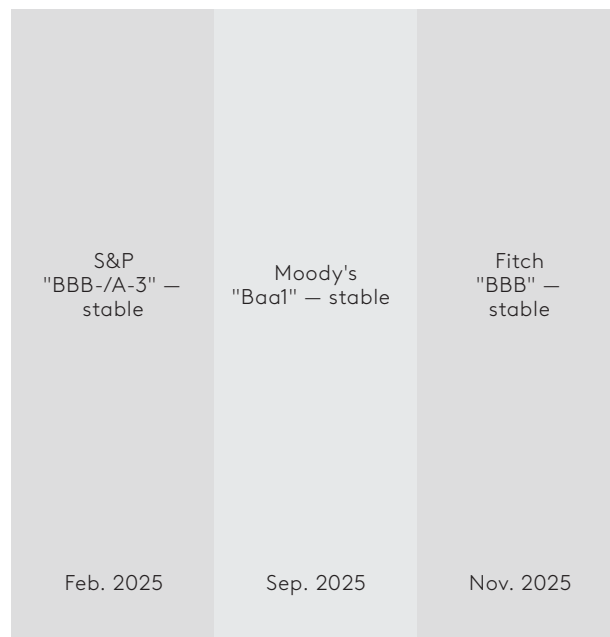 S&P
"BBB-/A-3" —
stable
Moody's
"Baa1" — stable
Fitch
"BBB" —
stable
Feb. 2025
Sep. 2025
Nov. 2025